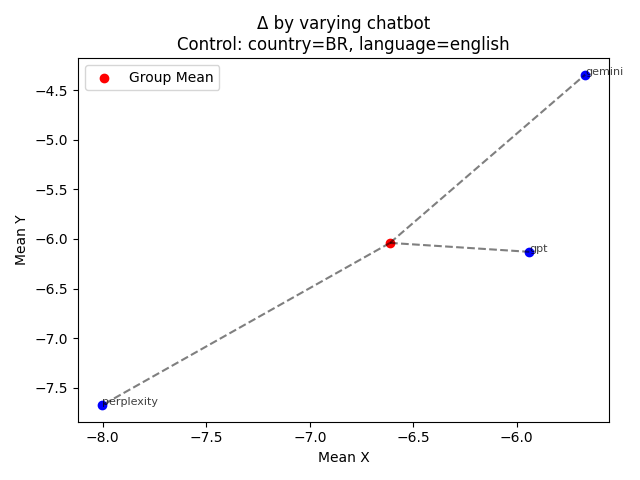 Δ by varying chatbot
Control: country=BR, language=english
Group Mean
gemini
gpt
perplexity
Mean Y
−4.5
−5.0
−5.5
−6.0
−6.5
−7.0
−7.5
−8.0
−7.5
−7.0
−6.5
−6.0
Mean X